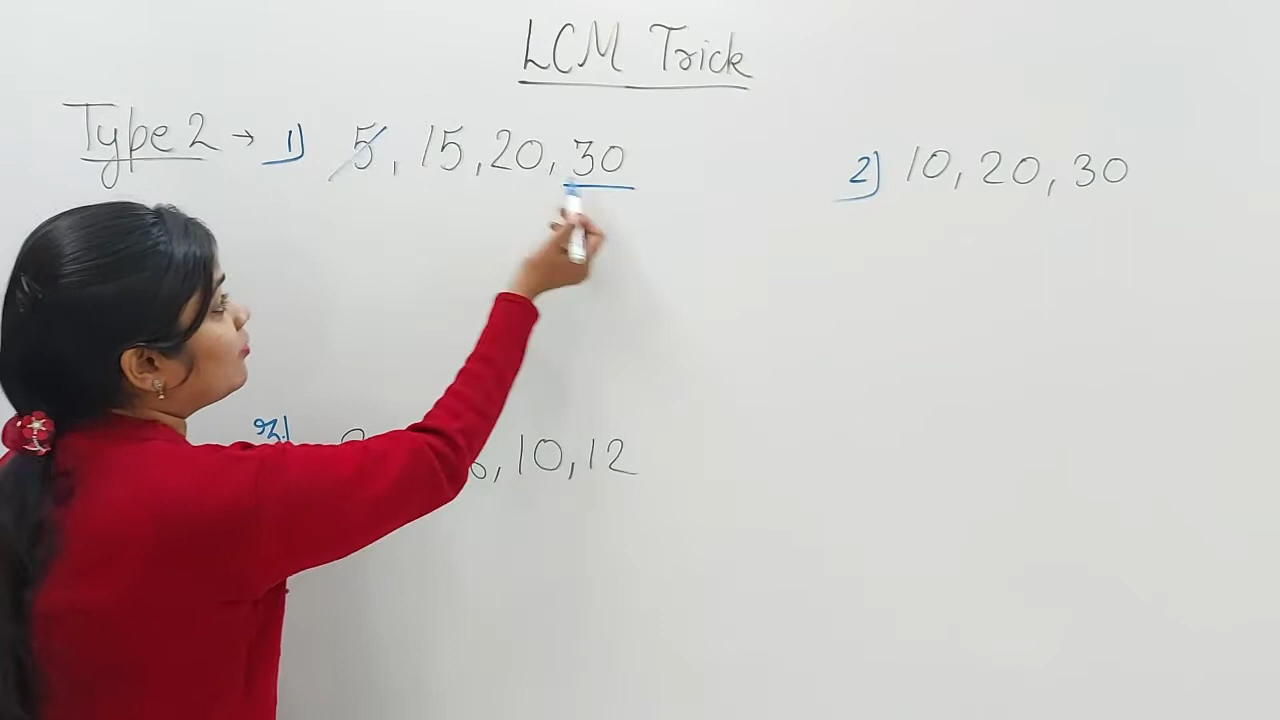 LCM Trick
Type 2 → 1) 5, 15, 20, 30
2) 10, 20, 30
3) , 10, 12